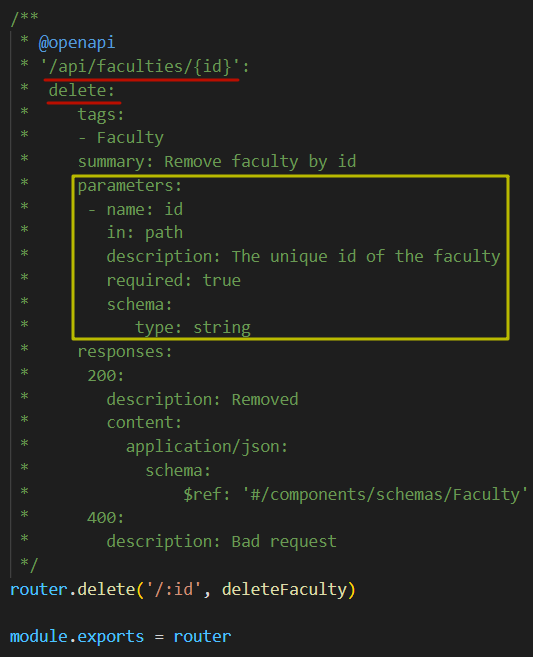 /**
 * @openapi
 * '/api/faculties/{id}':
 *  delete:
 *     tags:
 *     - Faculty
 *     summary: Remove faculty by id
 *     parameters:
 *      - name: id
 *        in: path
 *        description: The unique id of the faculty
 *        required: true
 *        schema:
 *           type: string
 *     responses:
 *      200:
 *        description: Removed
 *        content:
 *          application/json:
 *            schema:
 *                $ref: '#/components/schemas/Faculty'
 *      400:
 *        description: Bad request
 */
router.delete('/:id', deleteFaculty)
module.exports = router